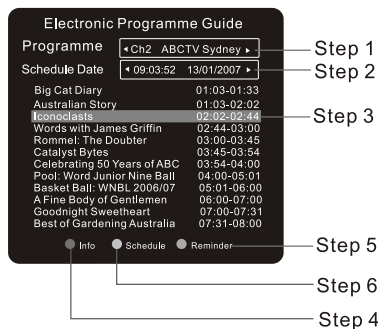 Electronic Programme Guide
Programme ◂ Ch2 ABCTV Sydney ▸ Step 1
Schedule Date ◂ 09:03:52 13/01/2007 ▸ Step 2
Big Cat Diary 01:03-01:33
Australian Story 01:03-02:02
Iconoclasts 02:02-02:44 Step 3
Words with James Griffin 02:44-03:00
Rommel: The Doubter 03:00-03:45
Catalyst Bytes 03:45-03:54
Celebrating 50 Years of ABC 03:54-04:00
Pool: Word Junior Nine Ball 04:00-05:01
Basket Ball: WNBL 2006/07 05:01-06:00
A Fine Body of Gentlemen 06:00-07:00
Goodnight Sweetheart 07:00-07:31
Best of Gardening Australia 07:31-08:00
Info Schedule Reminder Step 5
Step 6
Step 4